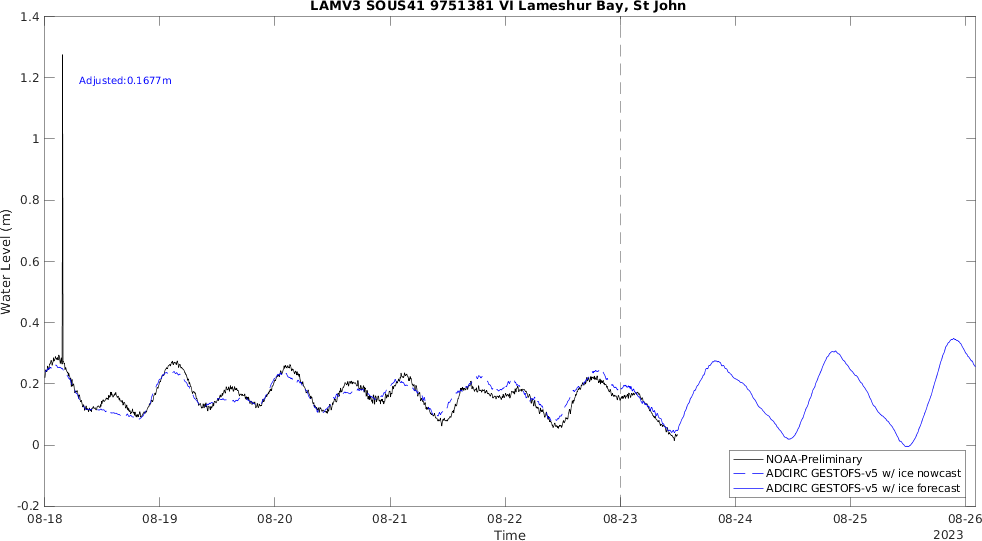 LAMV3 SOUS41 9751381 VI Lameshur Bay, St John
1.4
1.2
1
0.8
0.6
0.4
0.2
0
-0.2
Water Level (m)
Adjusted:0.1677m
NOAA-Preliminary
ADCIRC GESTOFS-v5 w/ ice nowcast
ADCIRC GESTOFS-v5 w/ ice forecast
08-18 08-19 08-20 08-21 08-22 08-23 08-24 08-25 08-26
Time
2023